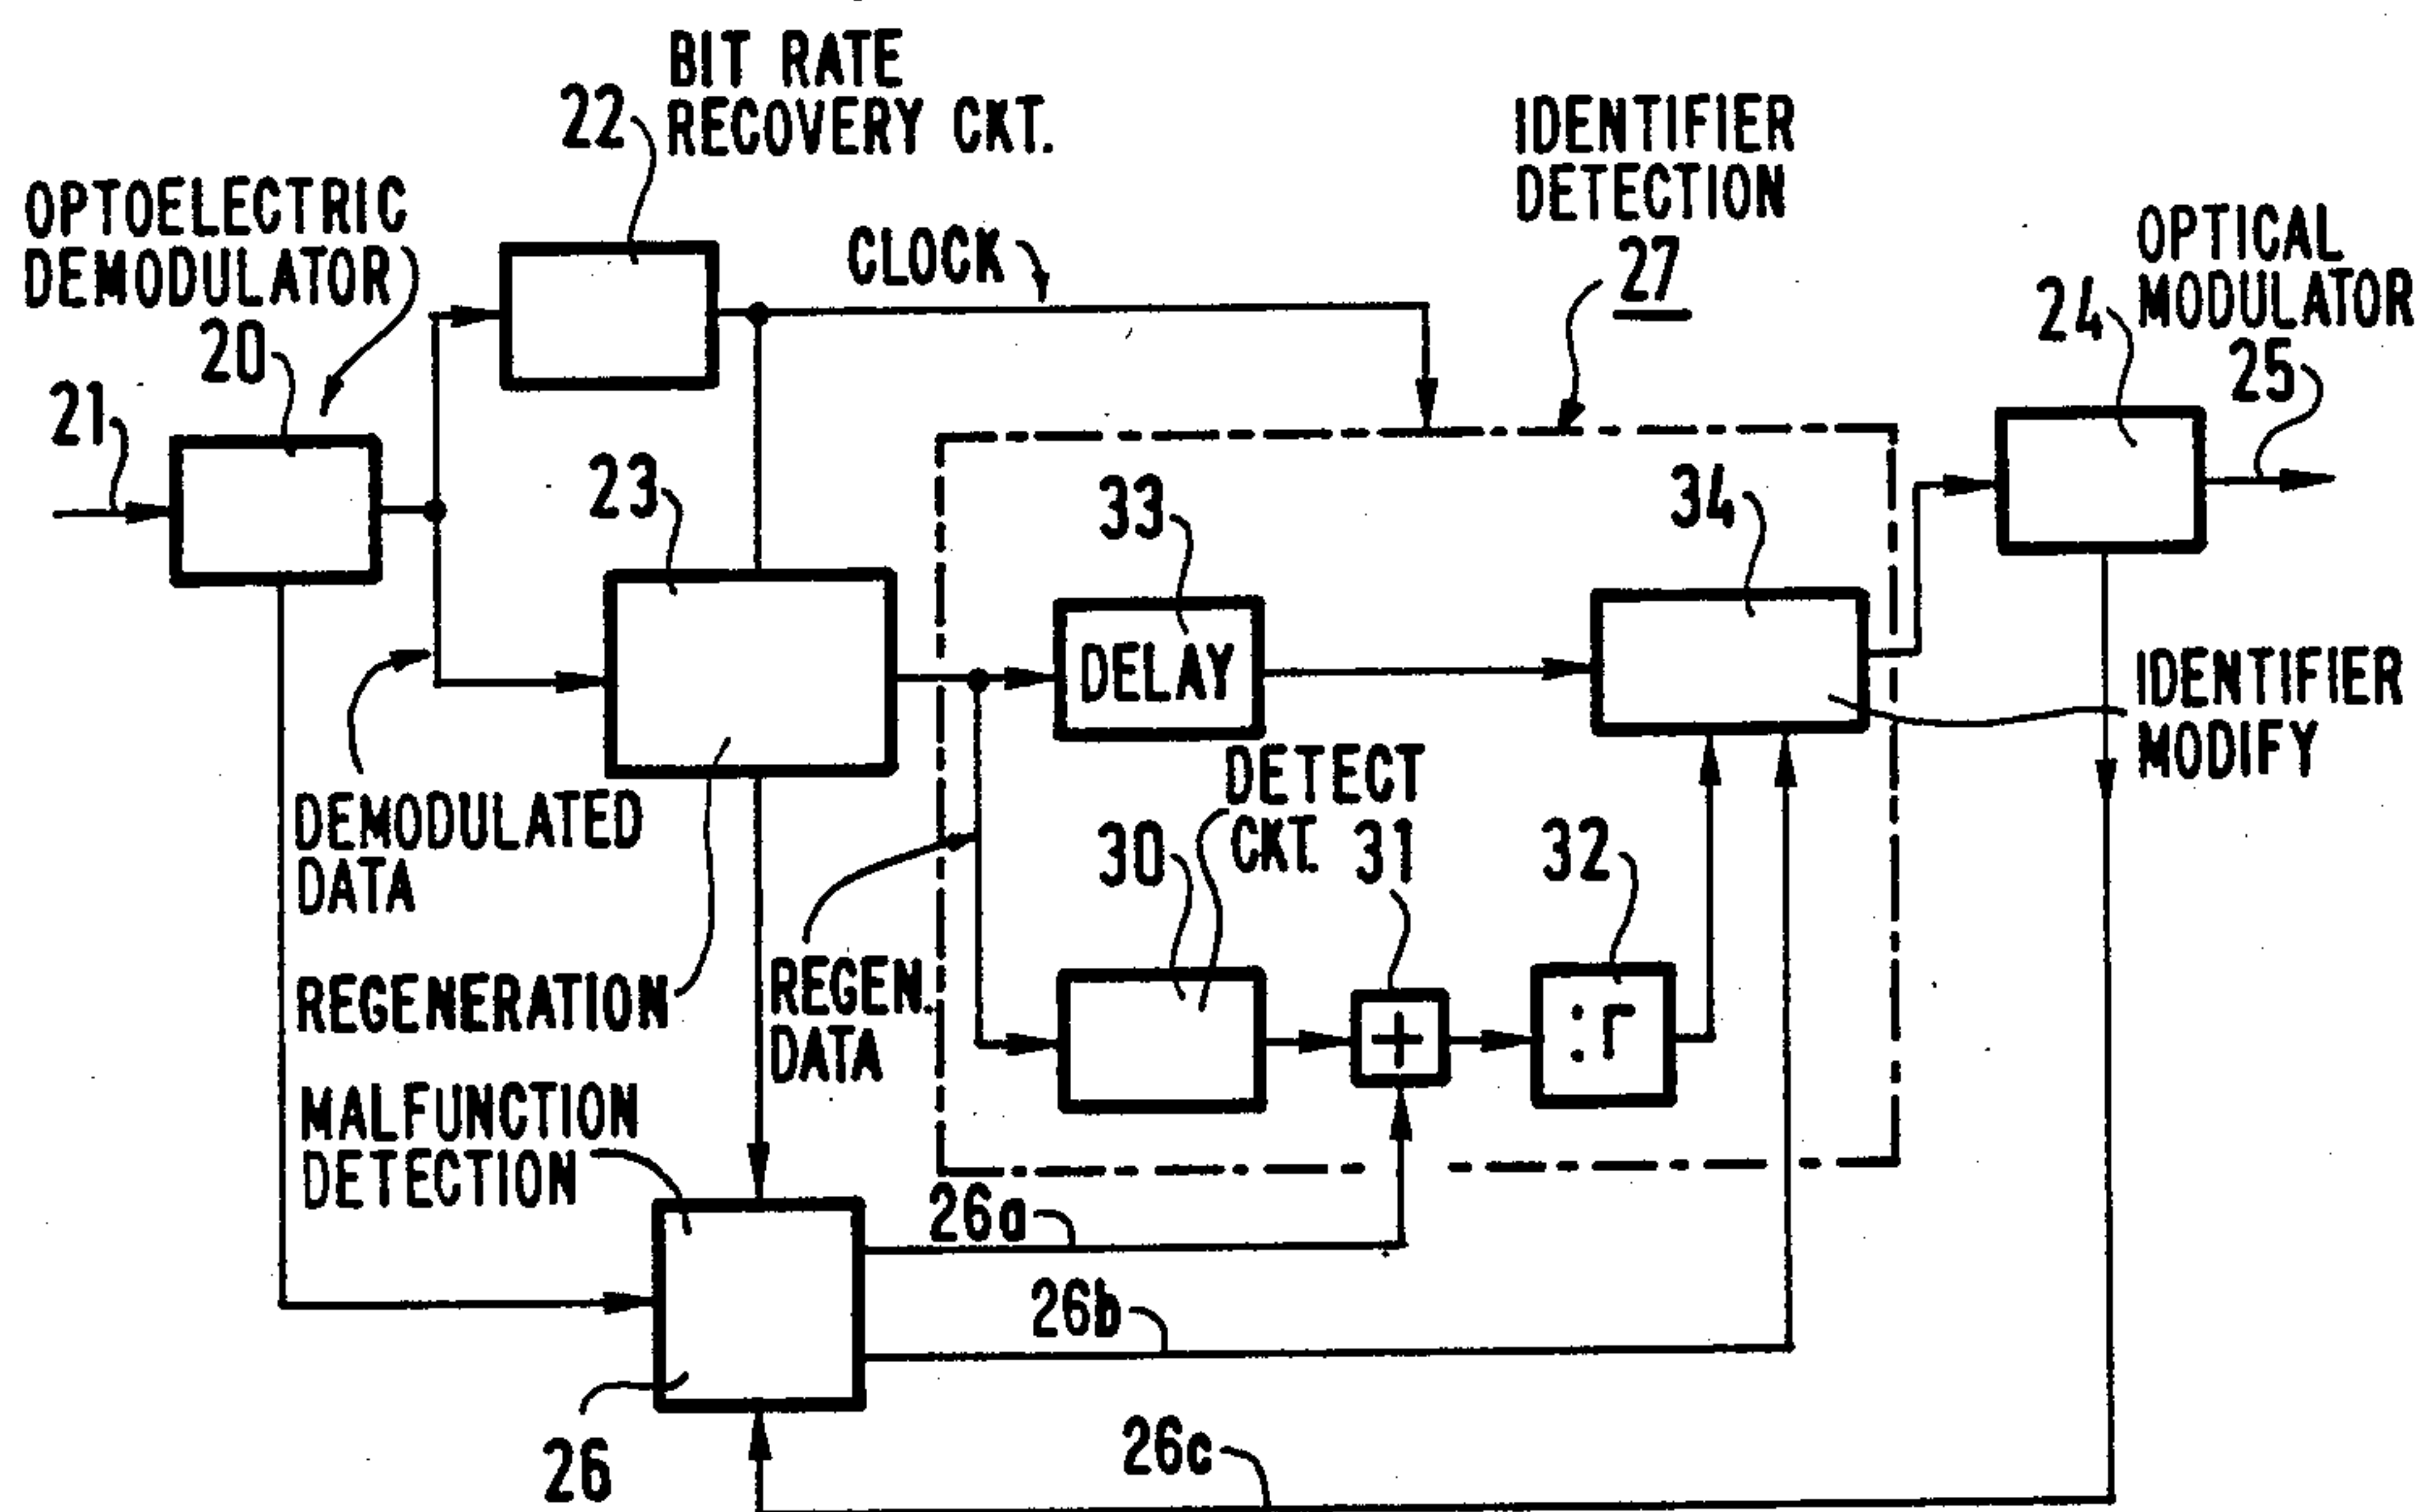 BIT RATE
RECOVERY CKT.
22
IDENTIFIER
DETECTION
27
OPTOELECTRIC
DEMODULATOR
20
21
CLOCK
OPTICAL
MODULATOR
24
25
23
33
34
DELAY
IDENTIFIER
MODIFY
DETECT
CKT.
30
31
32
+
:r
DEMODULATED
DATA
REGENERATION
REGEN.
DATA
MALFUNCTION
DETECTION
26a
26b
26
26c